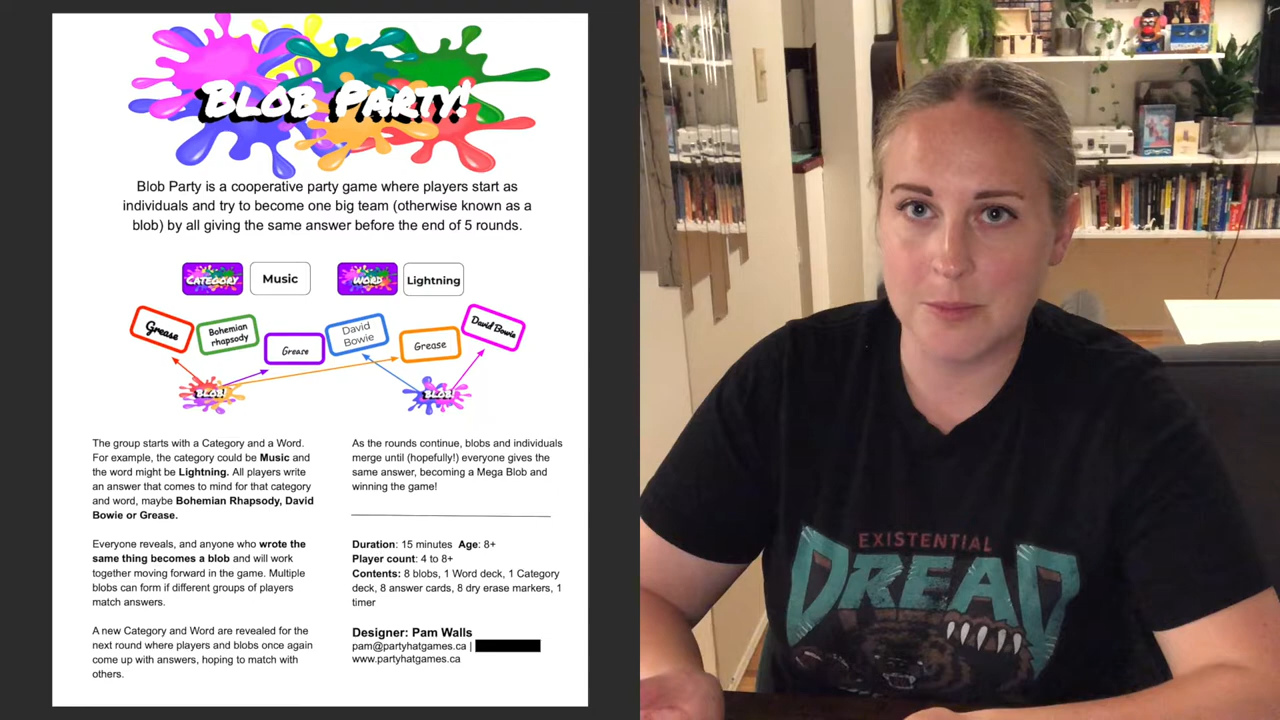 BLOB PARTY!
Blob Party is a cooperative party game where players start as
individuals and try to become one big team (otherwise known as a
blob) by all giving the same answer before the end of 5 rounds.
CATEGORY Music WORD Lightning
Grease
Bohemian
rhapsody
Grease
David
Bowie
Grease
David Bowie
BLOB! BLOB!
The group starts with a Category and a Word.
For example, the category could be Music and
the word might be Lightning. All players write
an answer that comes to mind for that category
and word, maybe Bohemian Rhapsody, David
Bowie or Grease.
Everyone reveals, and anyone who wrote the
same thing becomes a blob and will work
together moving forward in the game. Multiple
blobs can form if different groups of players
match answers.
A new Category and Word are revealed for the
next round where players and blobs once again
come up with answers, hoping to match with
others.
As the rounds continue, blobs and individuals
merge until (hopefully!) everyone gives the
same answer, becoming a Mega Blob and
winning the game!
Duration: 15 minutes Age: 8+
Player count: 4 to 8+
Contents: 8 blobs, 1 Word deck, 1 Category
deck, 8 answer cards, 8 dry erase markers, 1
timer
Designer: Pam Walls
pam@partyhatgames.ca |
www.partyhatgames.ca
EXISTENTIAL
DREAD